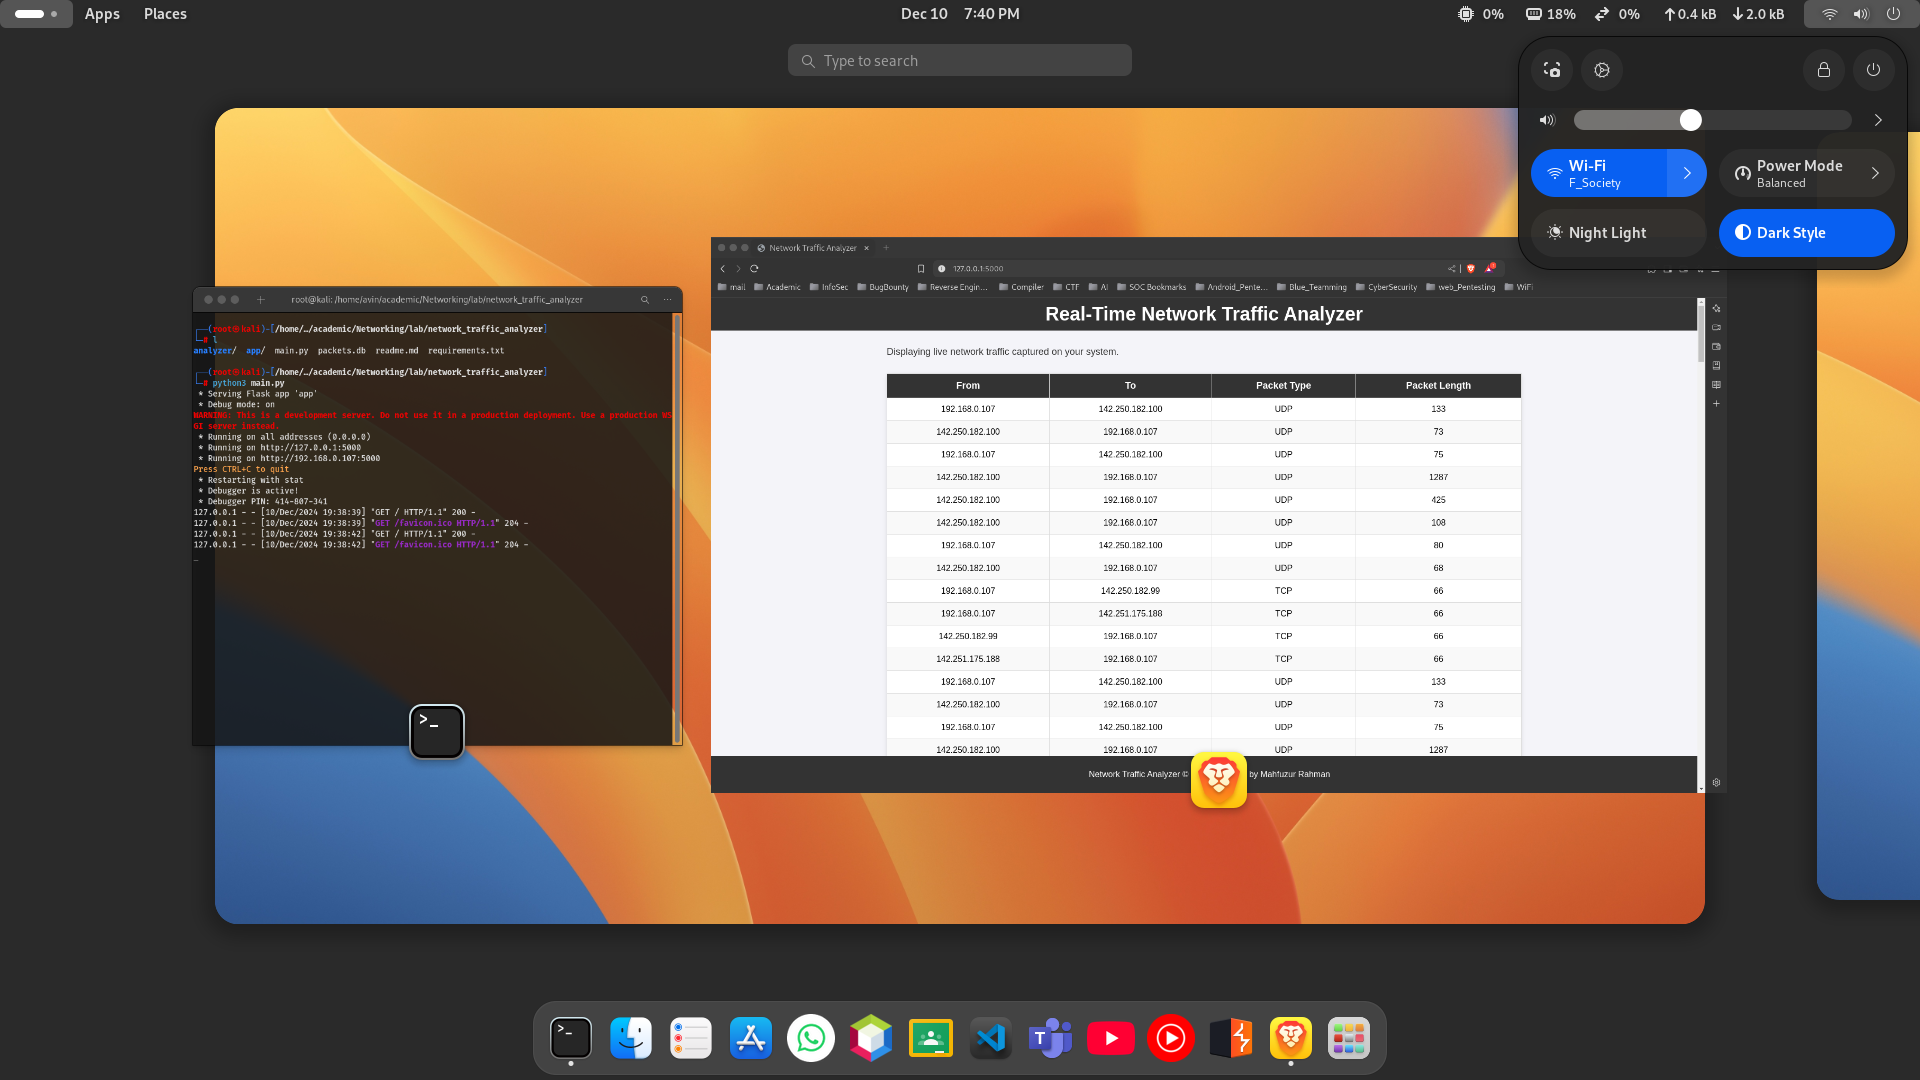 Apps Places
Dec 10 7:40 PM
0% 18% 0% 0.4 kB 2.0 kB
Type to search
Wi-Fi
F_Society
Power Mode
Balanced
Night Light
Dark Style
root@kali: /home/avin/academic/Networking/lab/network_traffic_analyzer
(root㉿kali)-[/home/…/academic/Networking/lab/network_traffic_analyzer]
# l
analyzer/ app/ main.py packets.db readme.md requirements.txt
(root㉿kali)-[/home/…/academic/Networking/lab/network_traffic_analyzer]
# python3 main.py
* Serving Flask app 'app'
* Debug mode: on
WARNING: This is a development server. Do not use it in a production deployment. Use a production WS
GI server instead.
* Running on all addresses (0.0.0.0)
* Running on http://127.0.0.1:5000
* Running on http://192.168.0.107:5000
Press CTRL+C to quit
* Restarting with stat
* Debugger is active!
* Debugger PIN: 414-807-341
127.0.0.1 - - [10/Dec/2024 19:38:39] "GET / HTTP/1.1" 200 -
127.0.0.1 - - [10/Dec/2024 19:38:39] "GET /favicon.ico HTTP/1.1" 204 -
127.0.0.1 - - [10/Dec/2024 19:38:42] "GET / HTTP/1.1" 200 -
127.0.0.1 - - [10/Dec/2024 19:38:42] "GET /favicon.ico HTTP/1.1" 204 -
>_
Network Traffic Analyzer
127.0.0.1:5000
mail Academic InfoSec BugBounty Reverse Engin... Compiler CTF AI SOC Bookmarks Android_Pente... Blue_Teamming CyberSecurity web_Pentesting WiFi
Real-Time Network Traffic Analyzer
Displaying live network traffic captured on your system.
From To Packet Type Packet Length
192.168.0.107 142.250.182.100 UDP 133
142.250.182.100 192.168.0.107 UDP 73
192.168.0.107 142.250.182.100 UDP 75
142.250.182.100 192.168.0.107 UDP 1287
142.250.182.100 192.168.0.107 UDP 425
142.250.182.100 192.168.0.107 UDP 108
192.168.0.107 142.250.182.100 UDP 80
142.250.182.100 192.168.0.107 UDP 68
192.168.0.107 142.250.182.99 TCP 66
192.168.0.107 142.251.175.188 TCP 66
142.250.182.99 192.168.0.107 TCP 66
142.251.175.188 192.168.0.107 TCP 66
192.168.0.107 142.250.182.100 UDP 133
142.250.182.100 192.168.0.107 UDP 73
192.168.0.107 142.250.182.100 UDP 75
142.250.182.100 192.168.0.107 UDP 1287
Network Traffic Analyzer © by Mahfuzur Rahman
>_
T